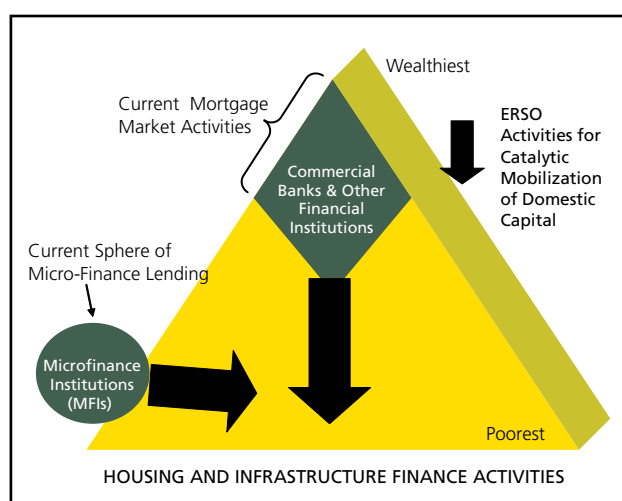 Wealthiest
Current Mortgage
Market Activities
ERSO
Activities for
Catalytic
Mobilization
of Domestic
Capital
Commercial
Banks & Other
Financial
Institutions
Current Sphere of
Micro-Finance Lending
Microfinance
Institutions
(MFIs)
Poorest
HOUSING AND INFRASTRUCTURE FINANCE ACTIVITIES